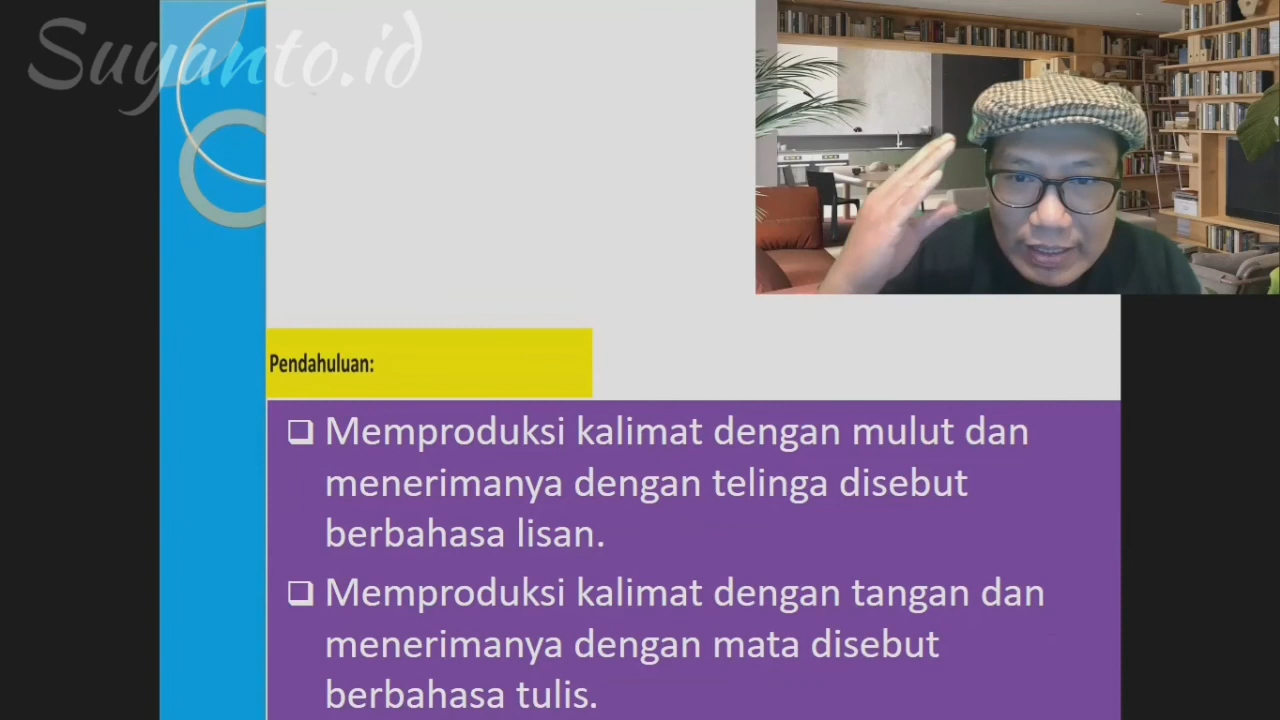 Suyanto.id
Pendahuluan:
❑ Memproduksi kalimat dengan mulut dan
menerimanya dengan telinga disebut
berbahasa lisan.
❑ Memproduksi kalimat dengan tangan dan
menerimanya dengan mata disebut
berbahasa tulis.